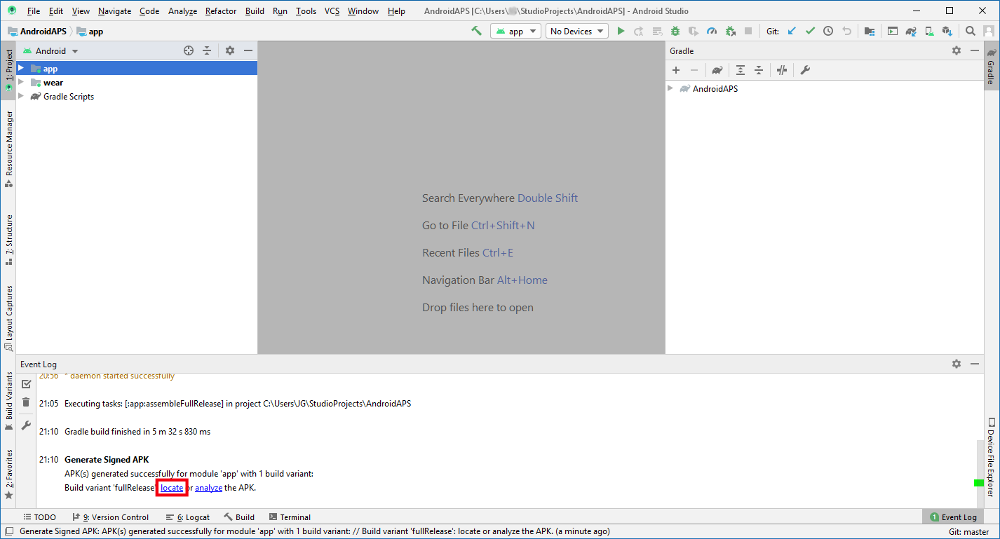 File Edit View Navigate Code Analyze Refactor Build Run Tools VCS Window Help AndroidAPS [C:\Users\ \StudioProjects\AndroidAPS] - Android Studio
AndroidAPS app app No Devices Git:
Android Gradle
1: Project
app
wear
Gradle Scripts
AndroidAPS
Gradle
Resource Manager
Search Everywhere Double Shift
Go to File Ctrl+Shift+N
Recent Files Ctrl+E
Navigation Bar Alt+Home
Drop files here to open
7: Structure
Layout Captures
Build Variants
2: Favorites
Event Log
20:56 * daemon started successfully
21:05 Executing tasks: [:app:assembleFullRelease] in project C:\Users\JG\StudioProjects\AndroidAPS
21:10 Gradle build finished in 5 m 32 s 830 ms
21:10 Generate Signed APK
APK(s) generated successfully for module 'app' with 1 build variant:
Build variant 'fullRelease' locate or analyze the APK.
Device File Explorer
TODO 9: Version Control 6: Logcat Build Terminal 1 Event Log
Generate Signed APK: APK(s) generated successfully for module 'app' with 1 build variant: // Build variant 'fullRelease': locate or analyze the APK. (a minute ago) Git: master